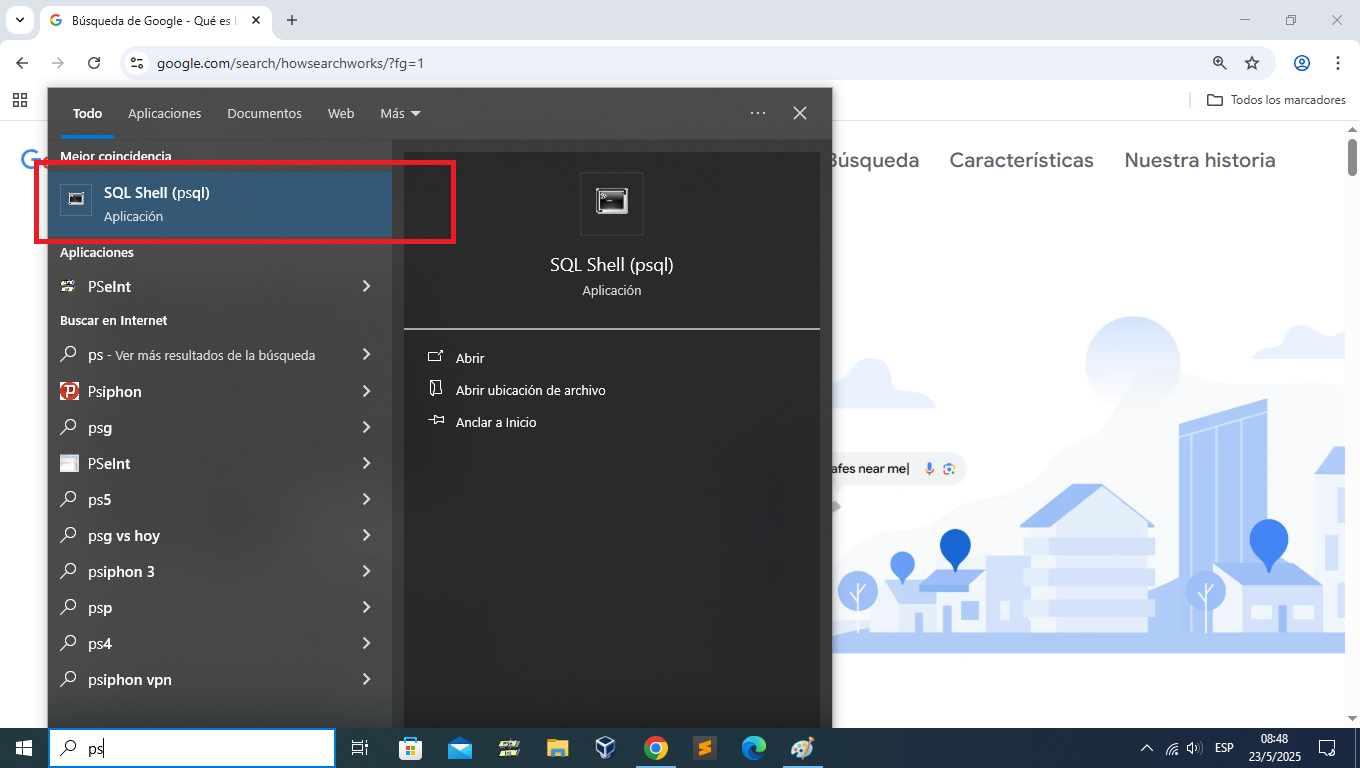 Búsqueda de Google - Qué es l
google.com/search/howsearchworks/?fg=1
Todos los marcadores
Búsqueda Características Nuestra historia
Todo Aplicaciones Documentos Web Más
Mejor coincidencia
SQL Shell (psql)
Aplicación
Aplicaciones
PSeInt
Buscar en Internet
ps - Ver más resultados de la búsqueda
Psiphon
psg
PSeInt
ps5
psg vs hoy
psiphon 3
psp
ps4
psiphon vpn
SQL Shell (psql)
Aplicación
Abrir
Abrir ubicación de archivo
Anclar a Inicio
afes near me
ps
ESP
08:48
23/5/2025